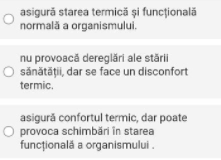 asigură starea termică și funcțională
normală a organismului.
nu provoacă dereglări ale stării
sănătății, dar se face un disconfort
termic.
asigură confortul termic, dar poate
provoca schimbări în starea
funcțională a organismului .